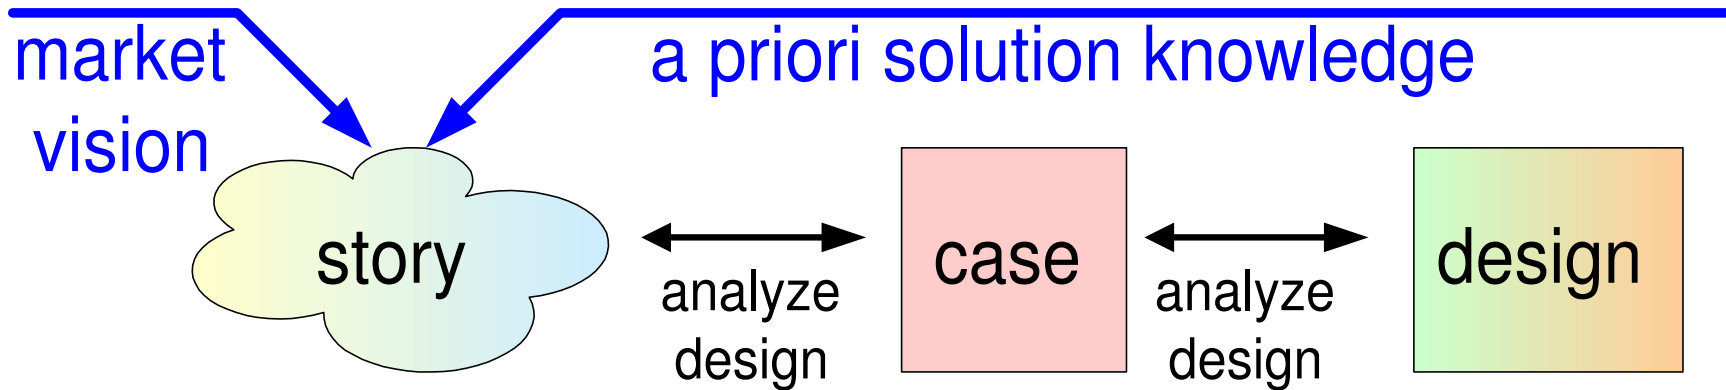 market
vision
a priori solution knowledge
story
analyze
design
case
analyze
design
design